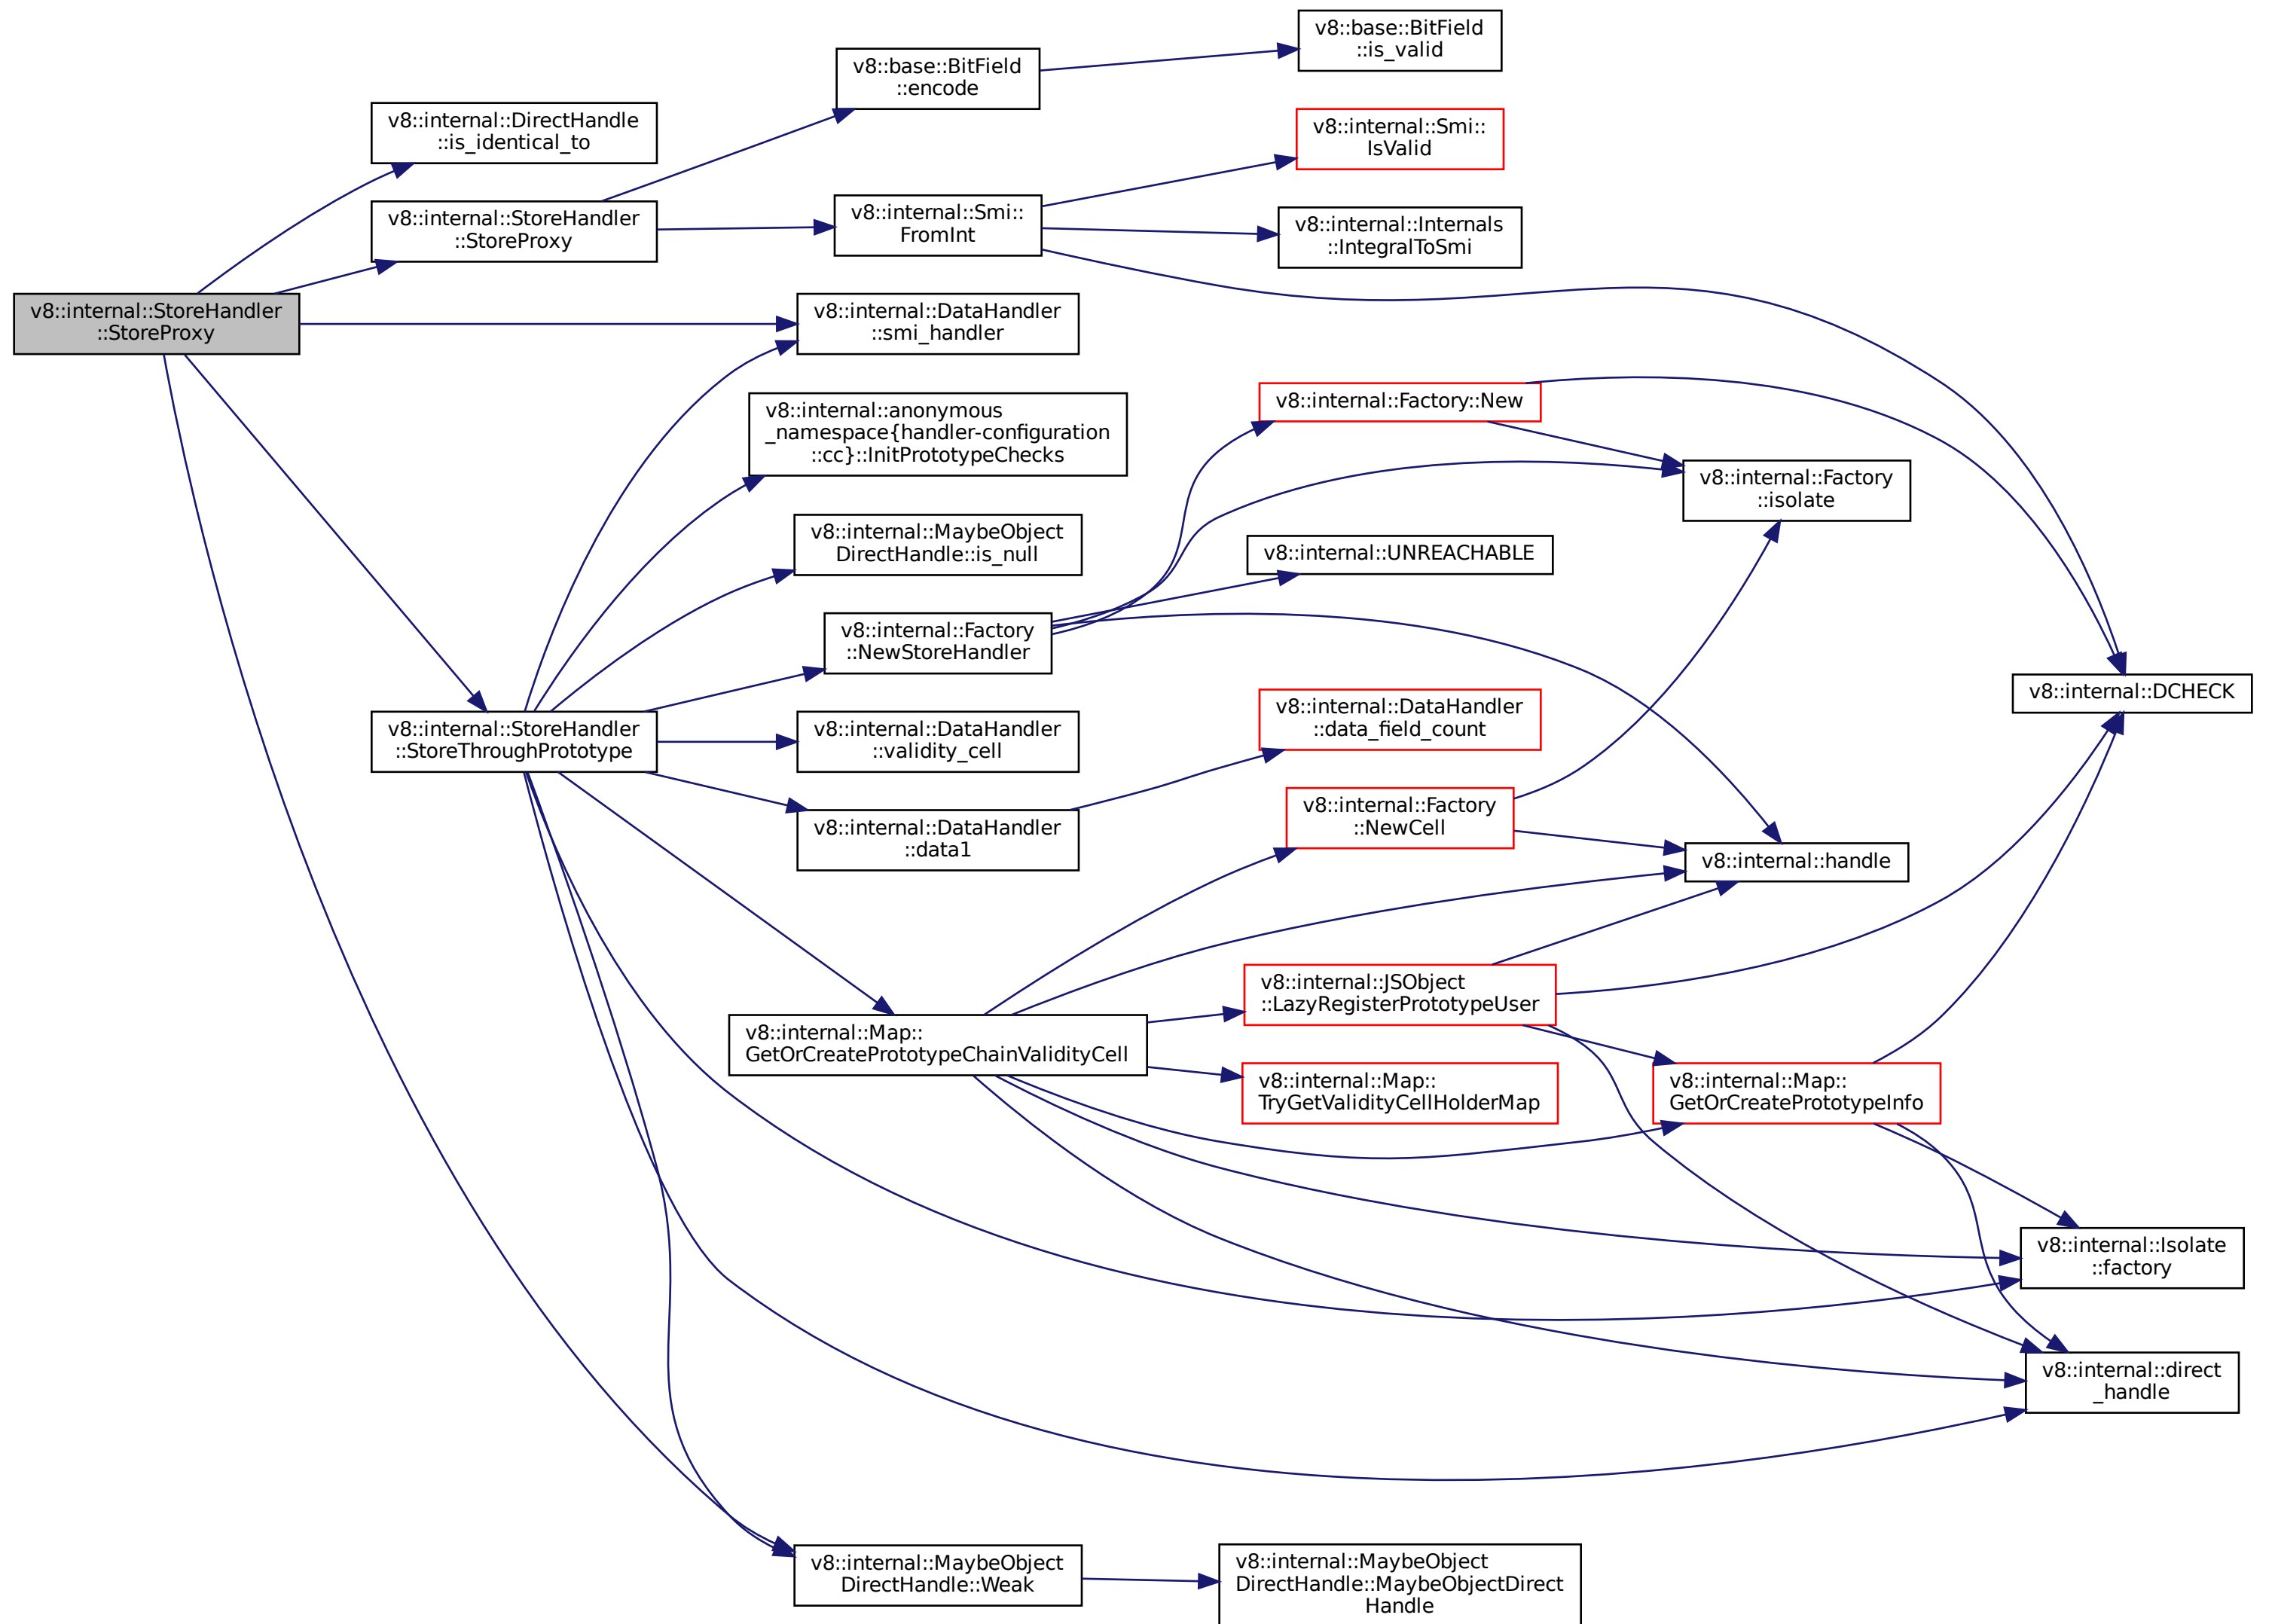 v8::base::BitField
::is_valid
v8::base::BitField
::encode
v8::internal::DirectHandle
::is_identical_to
v8::internal::Smi::
IsValid
v8::internal::StoreHandler
::StoreProxy
v8::internal::Smi::
FromInt
v8::internal::Internals
::IntegralToSmi
v8::internal::StoreHandler
::StoreProxy
v8::internal::DataHandler
::smi_handler
v8::internal::Factory::New
v8::internal::anonymous
_namespace{handler-configuration
::cc}::InitPrototypeChecks
v8::internal::Factory
::isolate
v8::internal::MaybeObject
DirectHandle::is_null
v8::internal::UNREACHABLE
v8::internal::Factory
::NewStoreHandler
v8::internal::DCHECK
v8::internal::StoreHandler
::StoreThroughPrototype
v8::internal::DataHandler
::validity_cell
v8::internal::DataHandler
::data_field_count
v8::internal::DataHandler
::data1
v8::internal::Factory
::NewCell
v8::internal::handle
v8::internal::JSObject
::LazyRegisterPrototypeUser
v8::internal::Map::
GetOrCreatePrototypeChainValidityCell
v8::internal::Map::
TryGetValidityCellHolderMap
v8::internal::Map::
GetOrCreatePrototypeInfo
v8::internal::Isolate
::factory
v8::internal::direct
_handle
v8::internal::MaybeObject
DirectHandle::Weak
v8::internal::MaybeObject
DirectHandle::MaybeObjectDirect
Handle